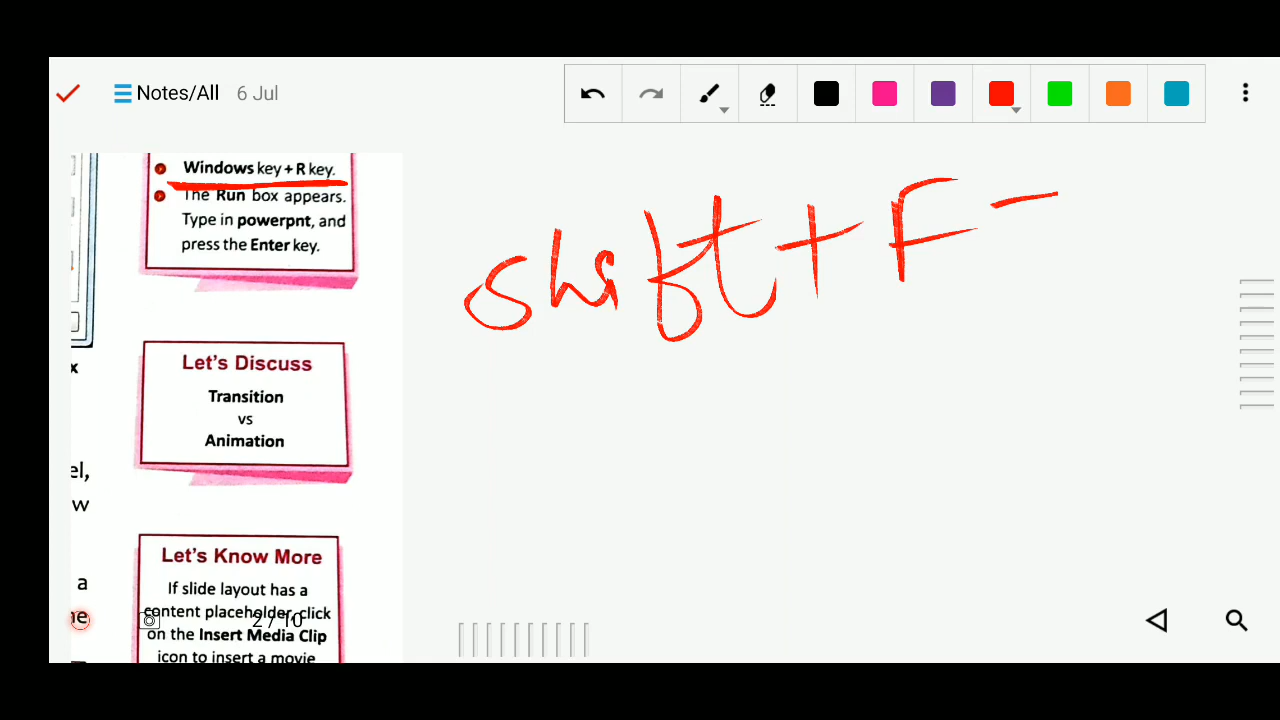 Notes/All 6 Jul
Windows key + R key.
The Run box appears.
Type in powerpnt, and
press the Enter key.
shift + F -
x
Let's Discuss
Transition
vs
Animation
el,
w
Let's Know More
a
If slide layout has a
content placeholder, click
2 / 10
on the Insert Media Clip
icon to insert a movie